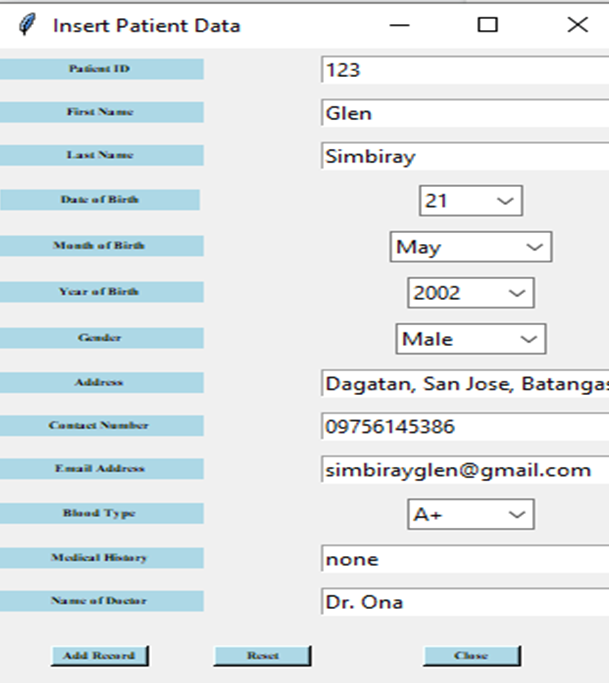 Insert Patient Data
Patient ID 123
First Name Glen
Last Name Simbiray
Date of Birth 21
Month of Birth May
Year of Birth 2002
Gender Male
Address Dagatan, San Jose, Batangas
Contact Number 09756145386
Email Address simbirayglen@gmail.com
Blood Type A+
Medical History none
Name of Doctor Dr. Ona
Add Record Reset Close